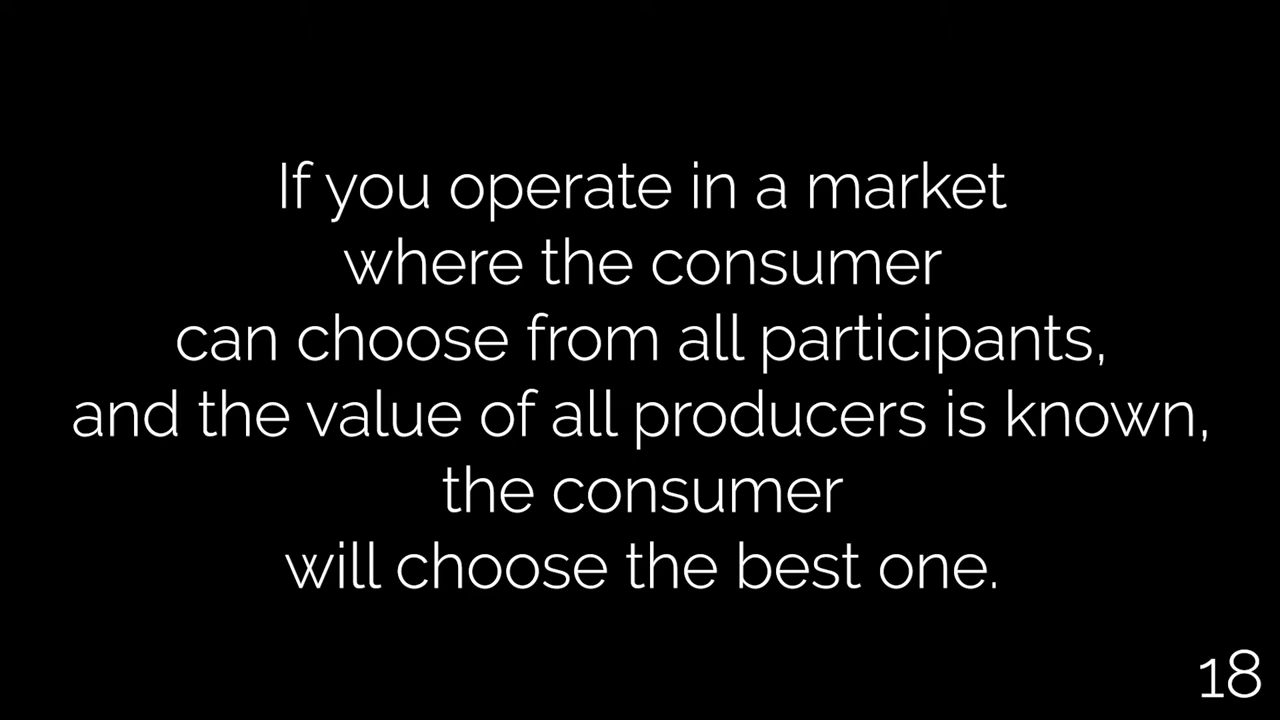 If you operate in a market
where the consumer
can choose from all participants,
and the value of all producers is known,
the consumer
will choose the best one.
18